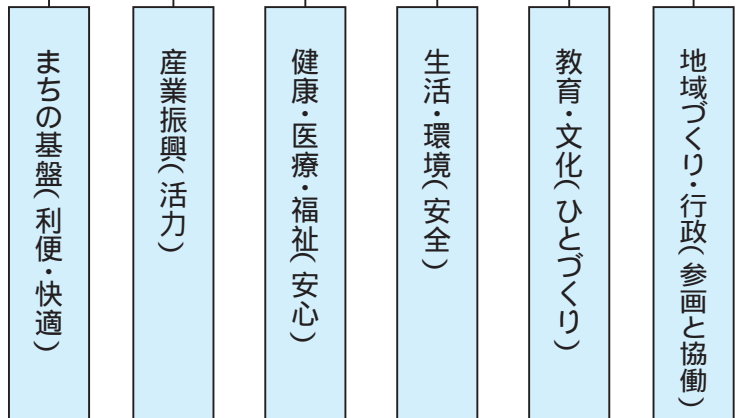 まちの基盤(利便・快適)
産業振興(活力)
健康・医療・福祉(安心)
生活・環境(安全)
教育・文化(ひとづくり)
地域づくり・行政(参画と協働)